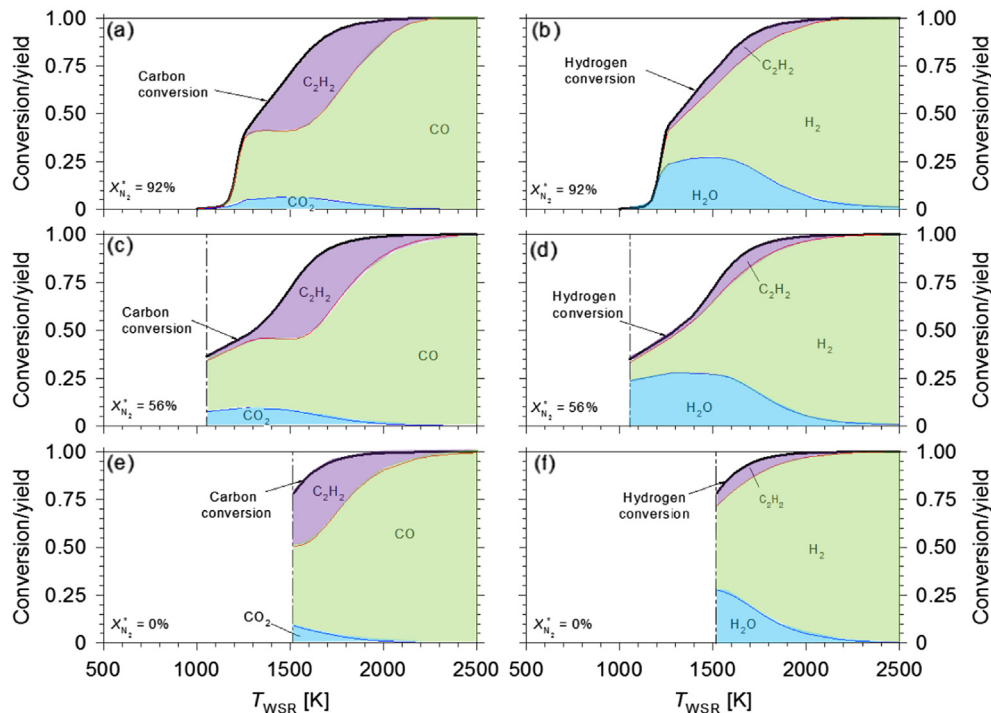 Conversion/yield
1.00
0.75
0.50
0.25
0
(a)
Carbon
conversion
C₂H₂
CO
CO₂
X*N₂ = 92%
(b)
Hydrogen
conversion
C₂H₂
H₂
H₂O
X*N₂ = 92%
1.00
0.75
0.50
0.25
0
Conversion/yield
Conversion/yield
1.00
0.75
0.50
0.25
0
(c)
Carbon
conversion
C₂H₂
CO
CO₂
X*N₂ = 56%
(d)
Hydrogen
conversion
C₂H₂
H₂
H₂O
X*N₂ = 56%
1.00
0.75
0.50
0.25
0
Conversion/yield
Conversion/yield
1.00
0.75
0.50
0.25
0
(e)
Carbon
conversion
C₂H₂
CO
CO₂
X*N₂ = 0%
(f)
Hydrogen
conversion
C₂H₂
H₂
H₂O
X*N₂ = 0%
1.00
0.75
0.50
0.25
0
Conversion/yield
500 1000 1500 2000 2500
500 1000 1500 2000 2500
TWSR [K]
TWSR [K]